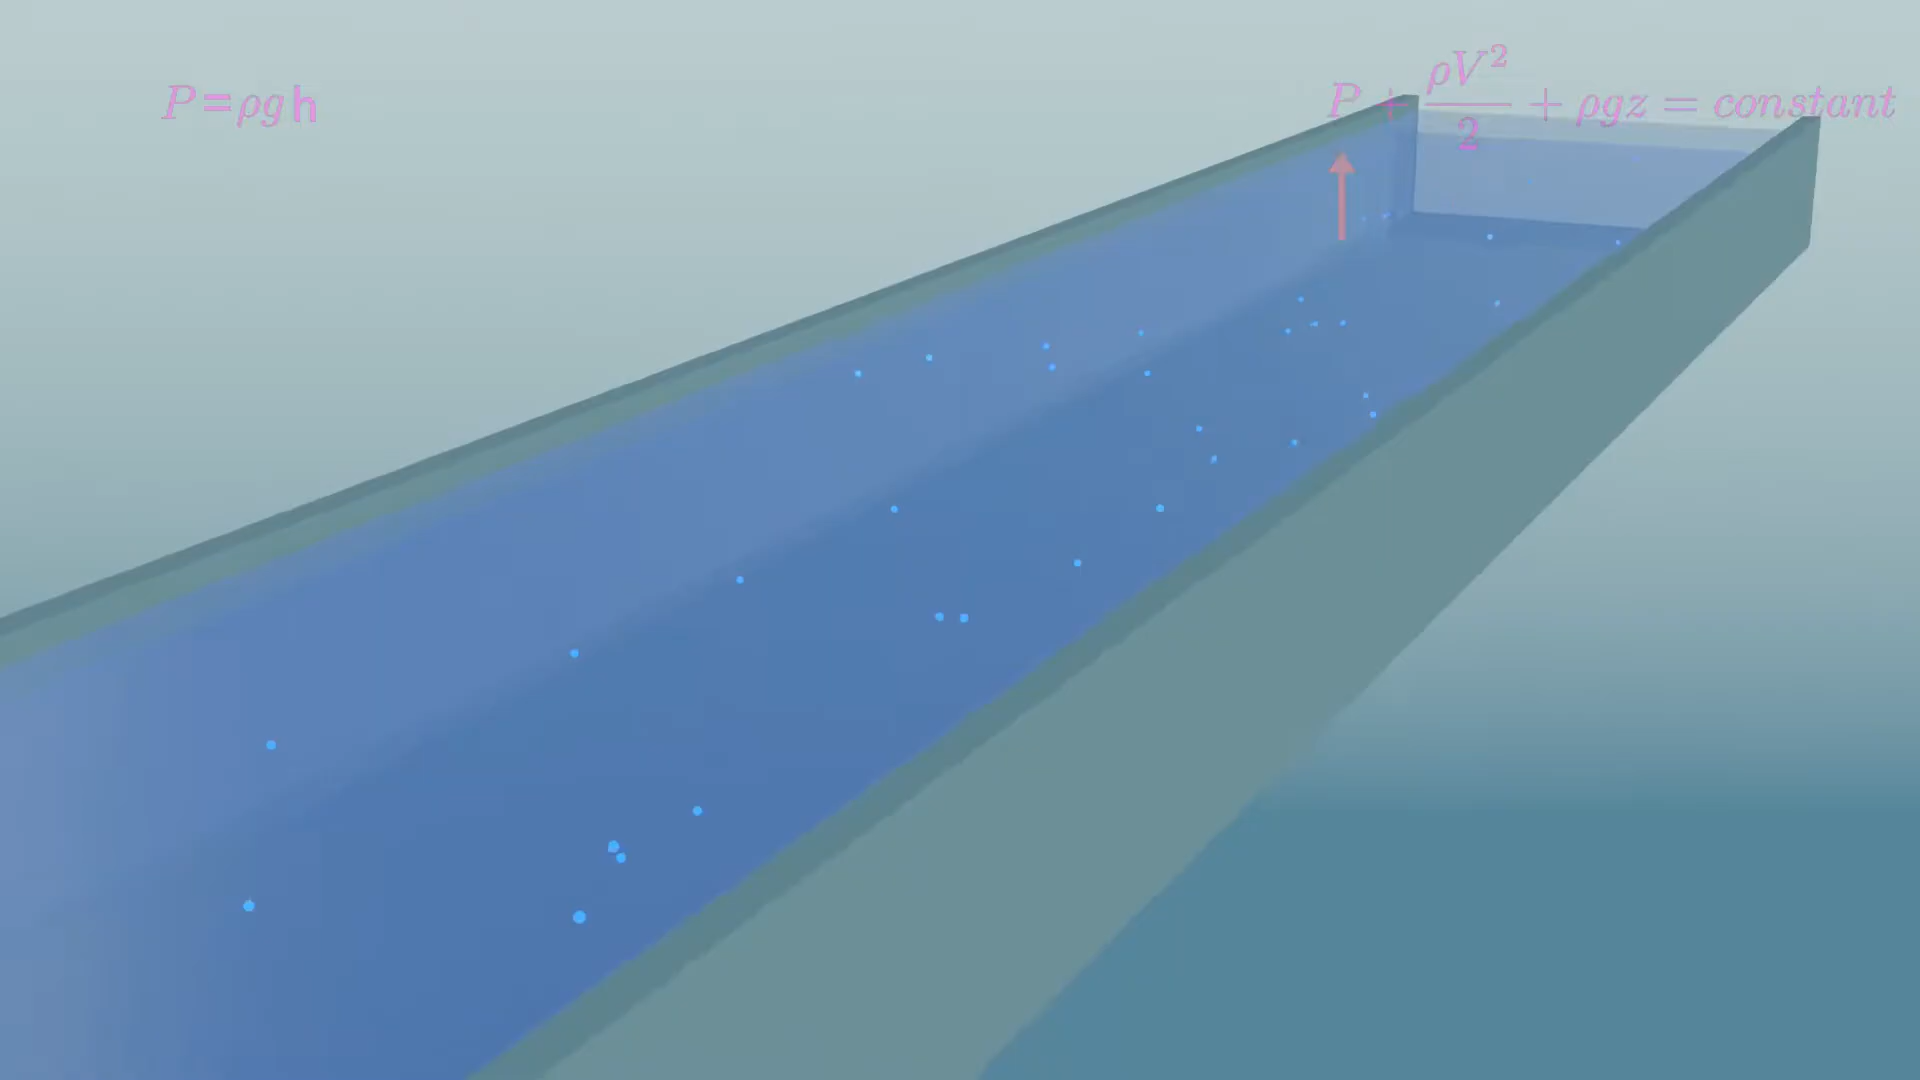 P=ρgh
P + ρV²/2 + ρgz = constant